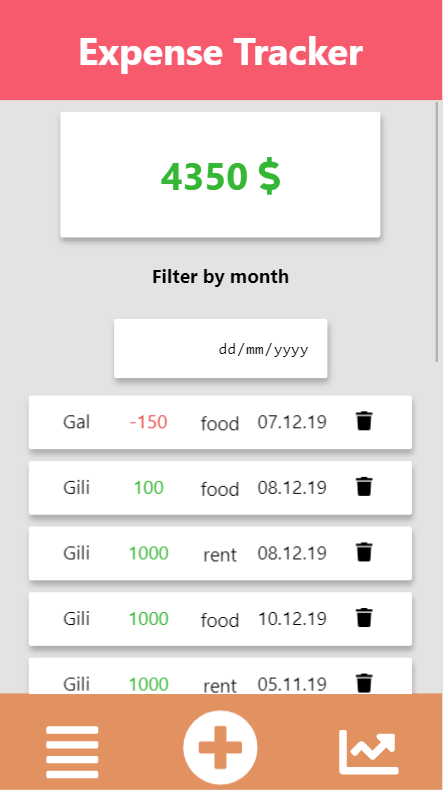 Expense Tracker
4350 $
Filter by month
dd/mm/yyyy
Gal -150 food 07.12.19
Gili 100 food 08.12.19
Gili 1000 rent 08.12.19
Gili 1000 food 10.12.19
Gili 1000 rent 05.11.19